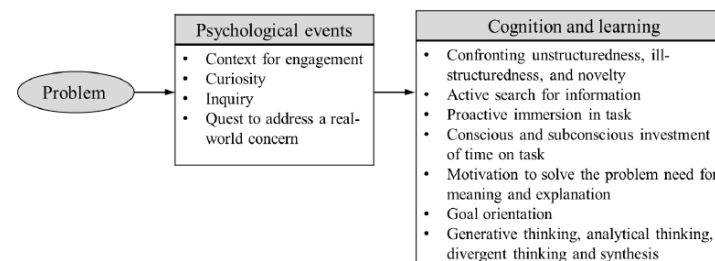 Problem
Psychological events
• Context for engagement
• Curiosity
• Inquiry
• Quest to address a real-
world concern
Cognition and learning
• Confronting unstructuredness, ill-
structuredness, and novelty
• Active search for information
• Proactive immersion in task
• Conscious and subconscious investment
of time on task
• Motivation to solve the problem need for
meaning and explanation
• Goal orientation
• Generative thinking, analytical thinking,
divergent thinking and synthesis